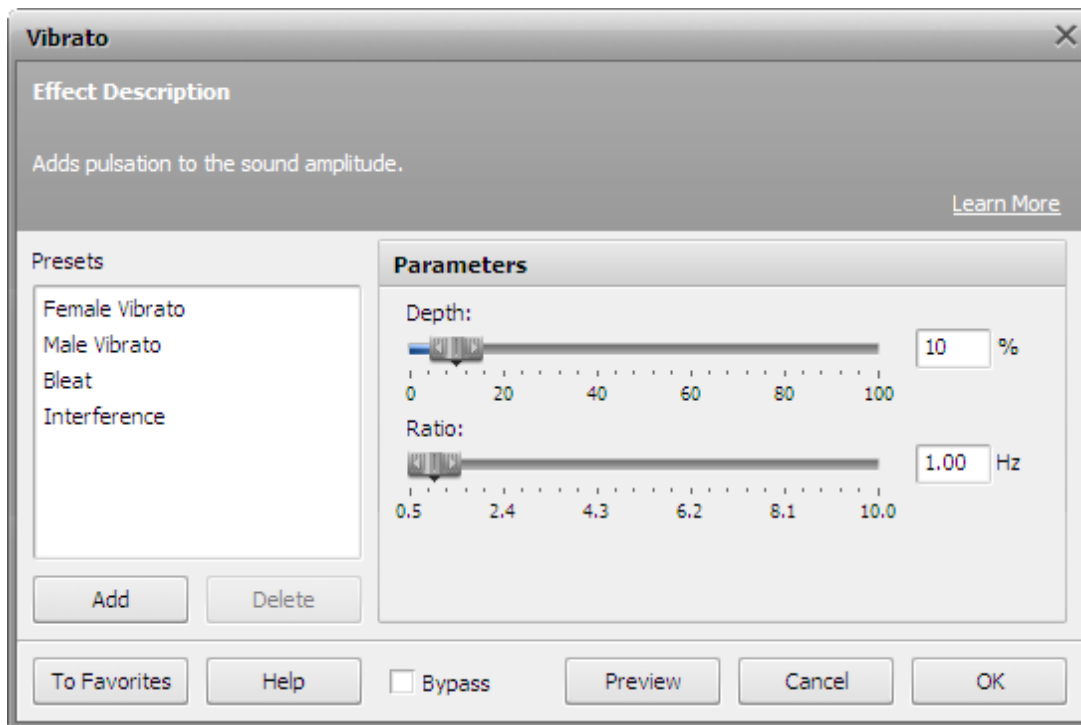 Vibrato
Effect Description
Adds pulsation to the sound amplitude.
Learn More
Presets
Female Vibrato
Male Vibrato
Bleat
Interference
Add Delete
Parameters
Depth:
10 %
0 20 40 60 80 100
Ratio:
1.00 Hz
0.5 2.4 4.3 6.2 8.1 10.0
To Favorites Help Bypass Preview Cancel OK